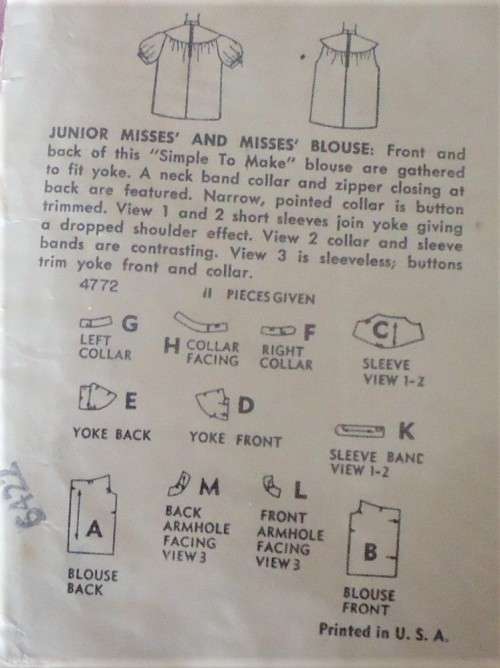 JUNIOR MISSES' AND MISSES' BLOUSE: Front and
back of this "Simple To Make" blouse are gathered
to fit yoke. A neck band collar and zipper closing at
back are featured. Narrow, pointed collar is button
trimmed. View 1 and 2 short sleeves join yoke giving
a dropped shoulder effect. View 2 collar and sleeve
bands are contrasting. View 3 is sleeveless; buttons
trim yoke front and collar.
4772
11 PIECES GIVEN
G
LEFT
COLLAR
H COLLAR
FACING
F
RIGHT
COLLAR
C
SLEEVE
VIEW 1-2
E
YOKE BACK
D
YOKE FRONT
K
SLEEVE BAND
VIEW 1-2
6422
A
BLOUSE
BACK
M
BACK
ARMHOLE
FACING
VIEW 3
L
FRONT
ARMHOLE
FACING
VIEW 3
B
BLOUSE
FRONT
Printed in U. S. A.